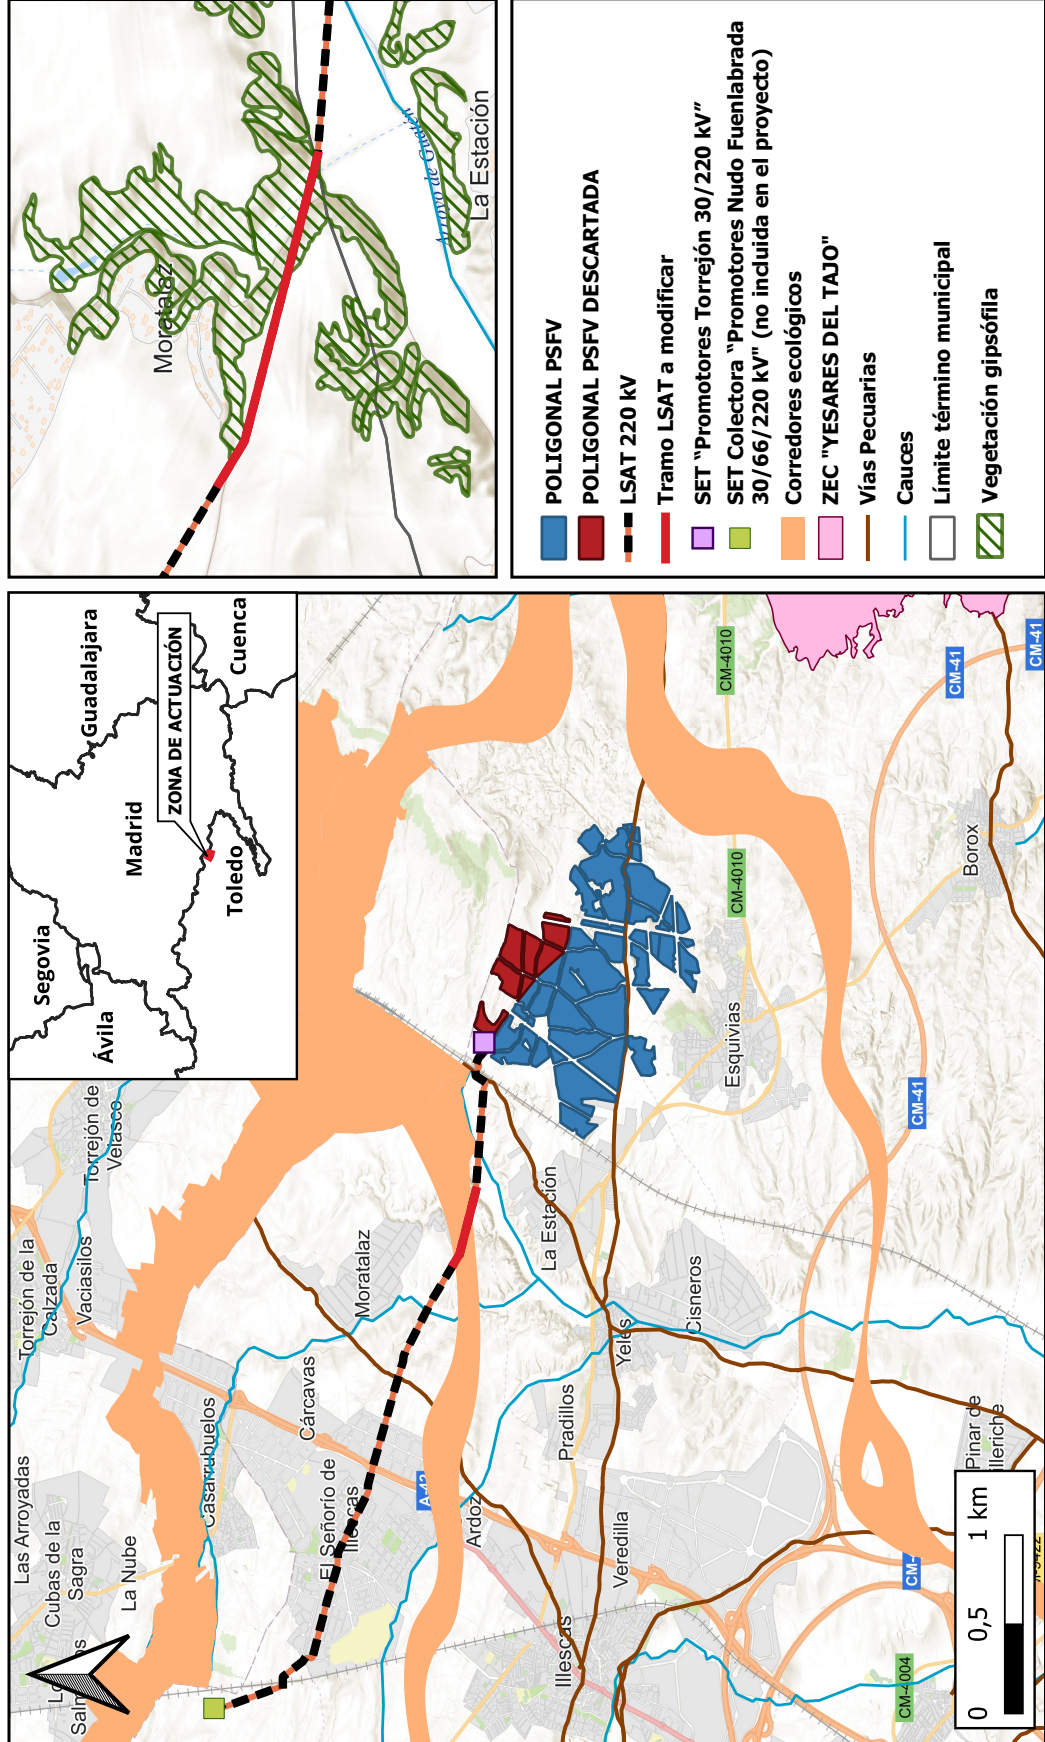 Segovia
Ávila
Madrid
Guadalajara
Cuenca
Toledo
ZONA DE ACTUACIÓN
Las Arroyadas
Cubas de la
Sagra
La Nube
Torrejón de la
Calzada
Vaciasilos
Torrejón de
Velasco
Casarrubuelos
Cárcavas
El Señorío de
Illescas
Moratalaz
A-42
Ardoz
La Estación
Pradillos
Yeles
Cisneros
Veredilla
Illescas
Esquivias
Borox
Pinar de
CM-4010
CM-4010
CM-41
CM-41
CM-41
CM-4004
0
0,5
1 km
Moratalaz
Arroyo de Guatén
La Estación
POLIGONAL PSFV
POLIGONAL PSFV DESCARTADA
LSAT 220 kV
Tramo LSAT a modificar
SET "Promotores Torrejón 30/220 kV"
SET Colectora "Promotores Nudo Fuenlabrada
30/66/220 kV" (no incluida en el proyecto)
Corredores ecológicos
ZEC "YESARES DEL TAJO"
Vías Pecuarias
Cauces
Límite término municipal
Vegetación gipsófila